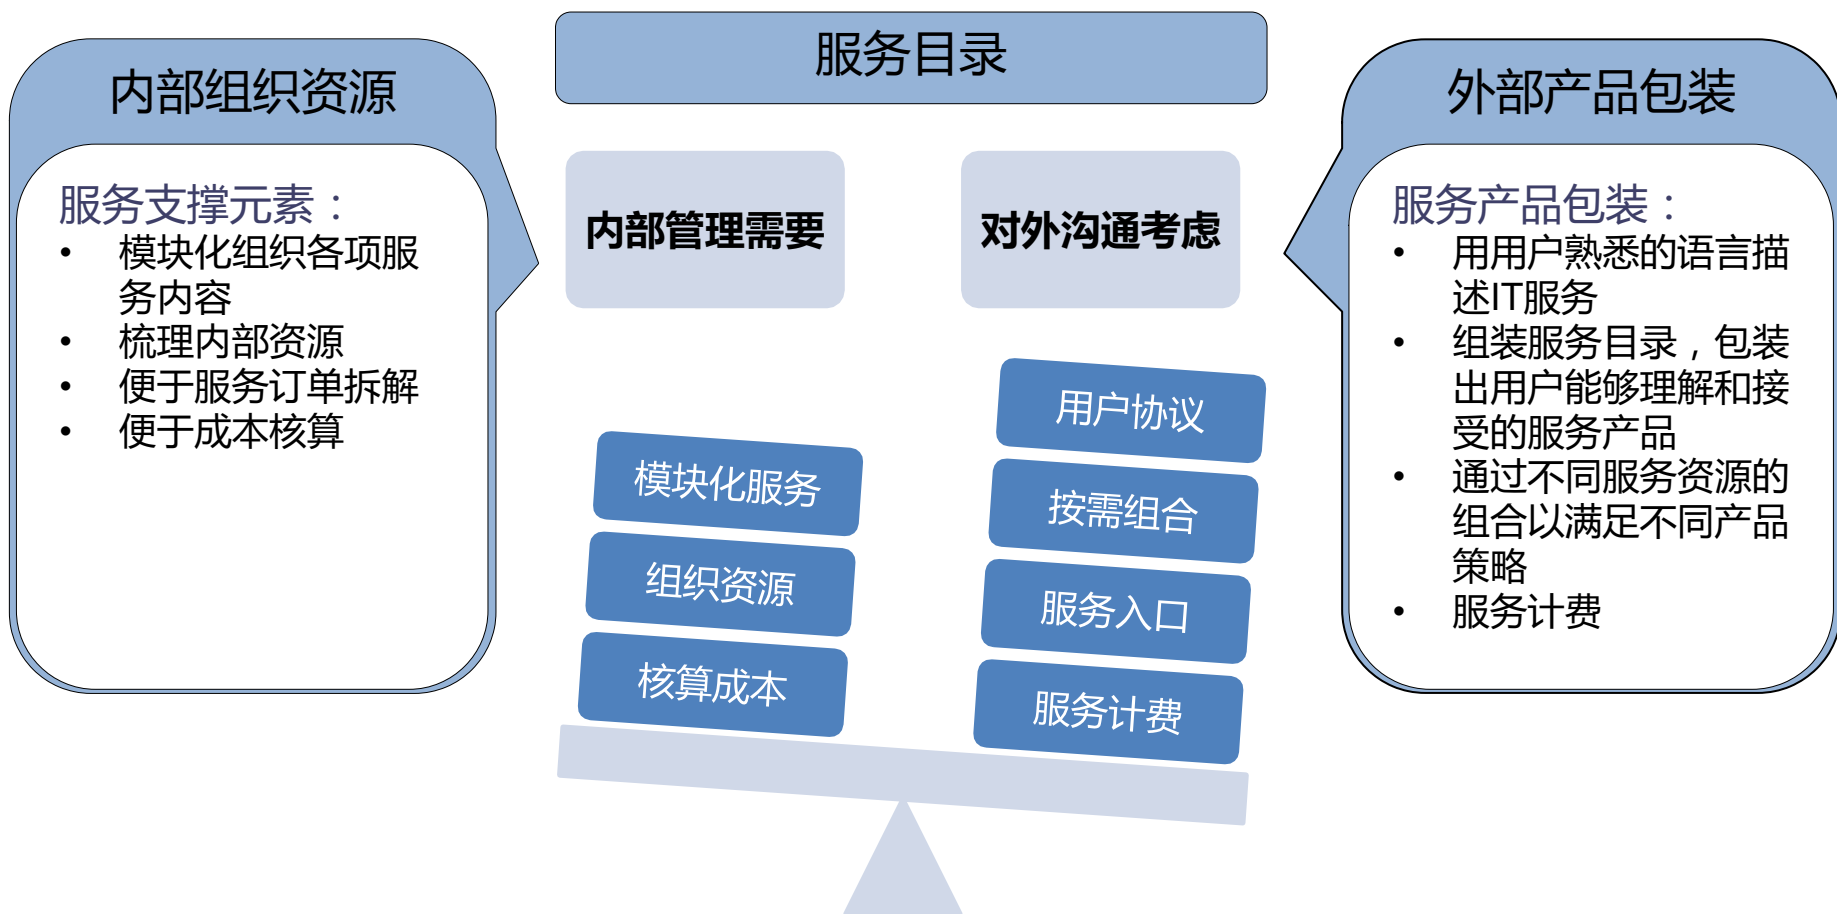 服务目录
内部组织资源
服务支撑元素：
• 模块化组织各项服
务内容
• 梳理内部资源
• 便于服务订单拆解
• 便于成本核算
内部管理需要
模块化服务
组织资源
核算成本
对外沟通考虑
用户协议
按需组合
服务入口
服务计费
外部产品包装
服务产品包装：
• 用用户熟悉的语言描
述IT服务
• 组装服务目录，包装
出用户能够理解和接
受的服务产品
• 通过不同服务资源的
组合以满足不同产品
策略
• 服务计费